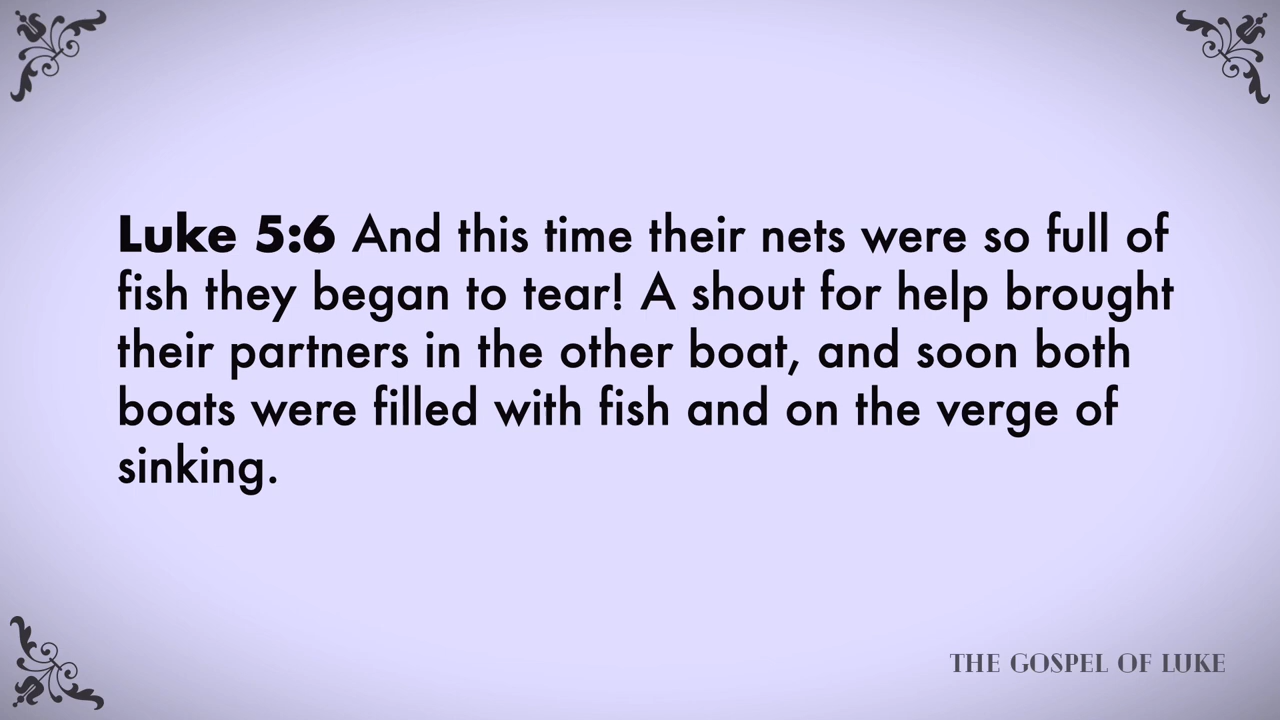 Luke 5:6 And this time their nets were so full of
fish they began to tear! A shout for help brought
their partners in the other boat, and soon both
boats were filled with fish and on the verge of
sinking.
THE GOSPEL OF LUKE